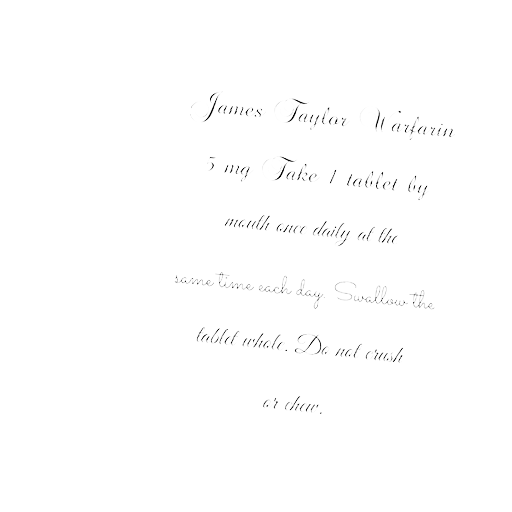 James Taylor Warfarin
5 mg Take 1 tablet by
mouth once daily at the
same time each day. Swallow the
tablet whole. Do not crush
or chew.